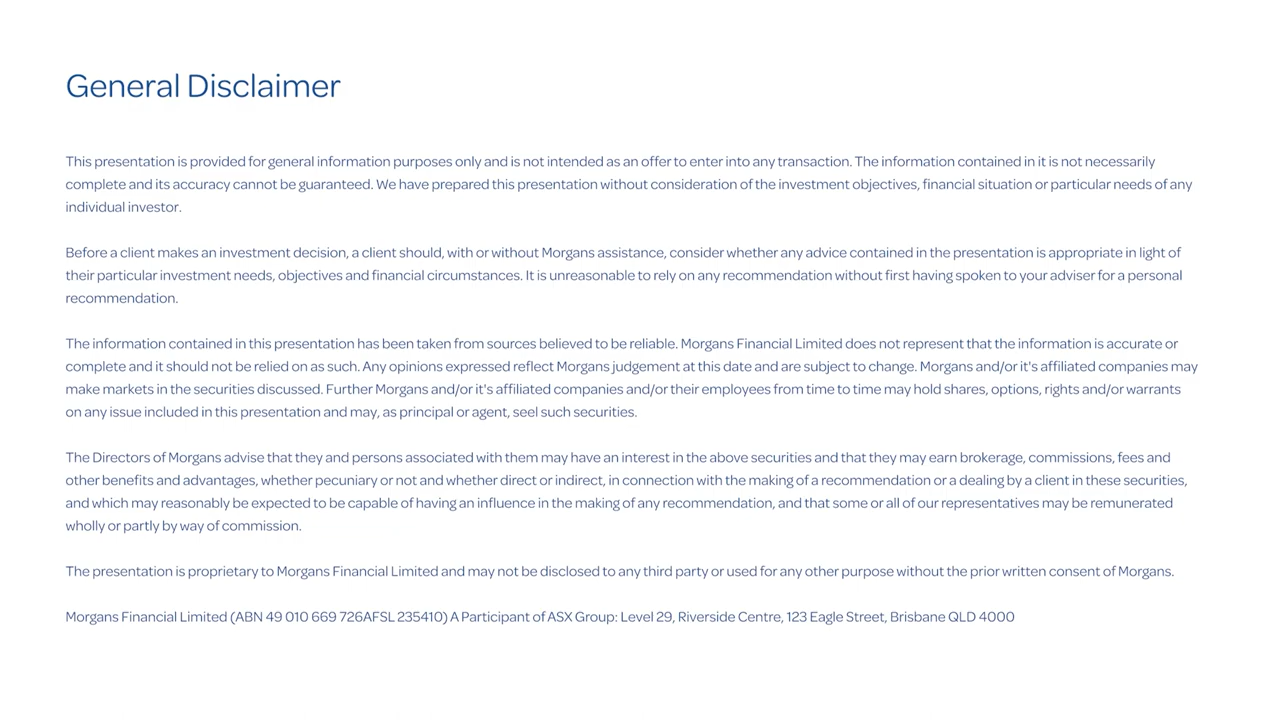 General Disclaimer
This presentation is provided for general information purposes only and is not intended as an offer to enter into any transaction. The information contained in it is not necessarily
complete and its accuracy cannot be guaranteed. We have prepared this presentation without consideration of the investment objectives, financial situation or particular needs of any
individual investor.
Before a client makes an investment decision, a client should, with or without Morgans assistance, consider whether any advice contained in the presentation is appropriate in light of
their particular investment needs, objectives and financial circumstances. It is unreasonable to rely on any recommendation without first having spoken to your adviser for a personal
recommendation.
The information contained in this presentation has been taken from sources believed to be reliable. Morgans Financial Limited does not represent that the information is accurate or
complete and it should not be relied on as such. Any opinions expressed reflect Morgans judgement at this date and are subject to change. Morgans and/or it's affiliated companies may
make markets in the securities discussed. Further Morgans and/or it's affiliated companies and/or their employees from time to time may hold shares, options, rights and/or warrants
on any issue included in this presentation and may, as principal or agent, seel such securities.
The Directors of Morgans advise that they and persons associated with them may have an interest in the above securities and that they may earn brokerage, commissions, fees and
other benefits and advantages, whether pecuniary or not and whether direct or indirect, in connection with the making of a recommendation or a dealing by a client in these securities,
and which may reasonably be expected to be capable of having an influence in the making of any recommendation, and that some or all of our representatives may be remunerated
wholly or partly by way of commission.
The presentation is proprietary to Morgans Financial Limited and may not be disclosed to any third party or used for any other purpose without the prior written consent of Morgans.
Morgans Financial Limited (ABN 49 010 669 726AFSL 235410) A Participant of ASX Group: Level 29, Riverside Centre, 123 Eagle Street, Brisbane QLD 4000